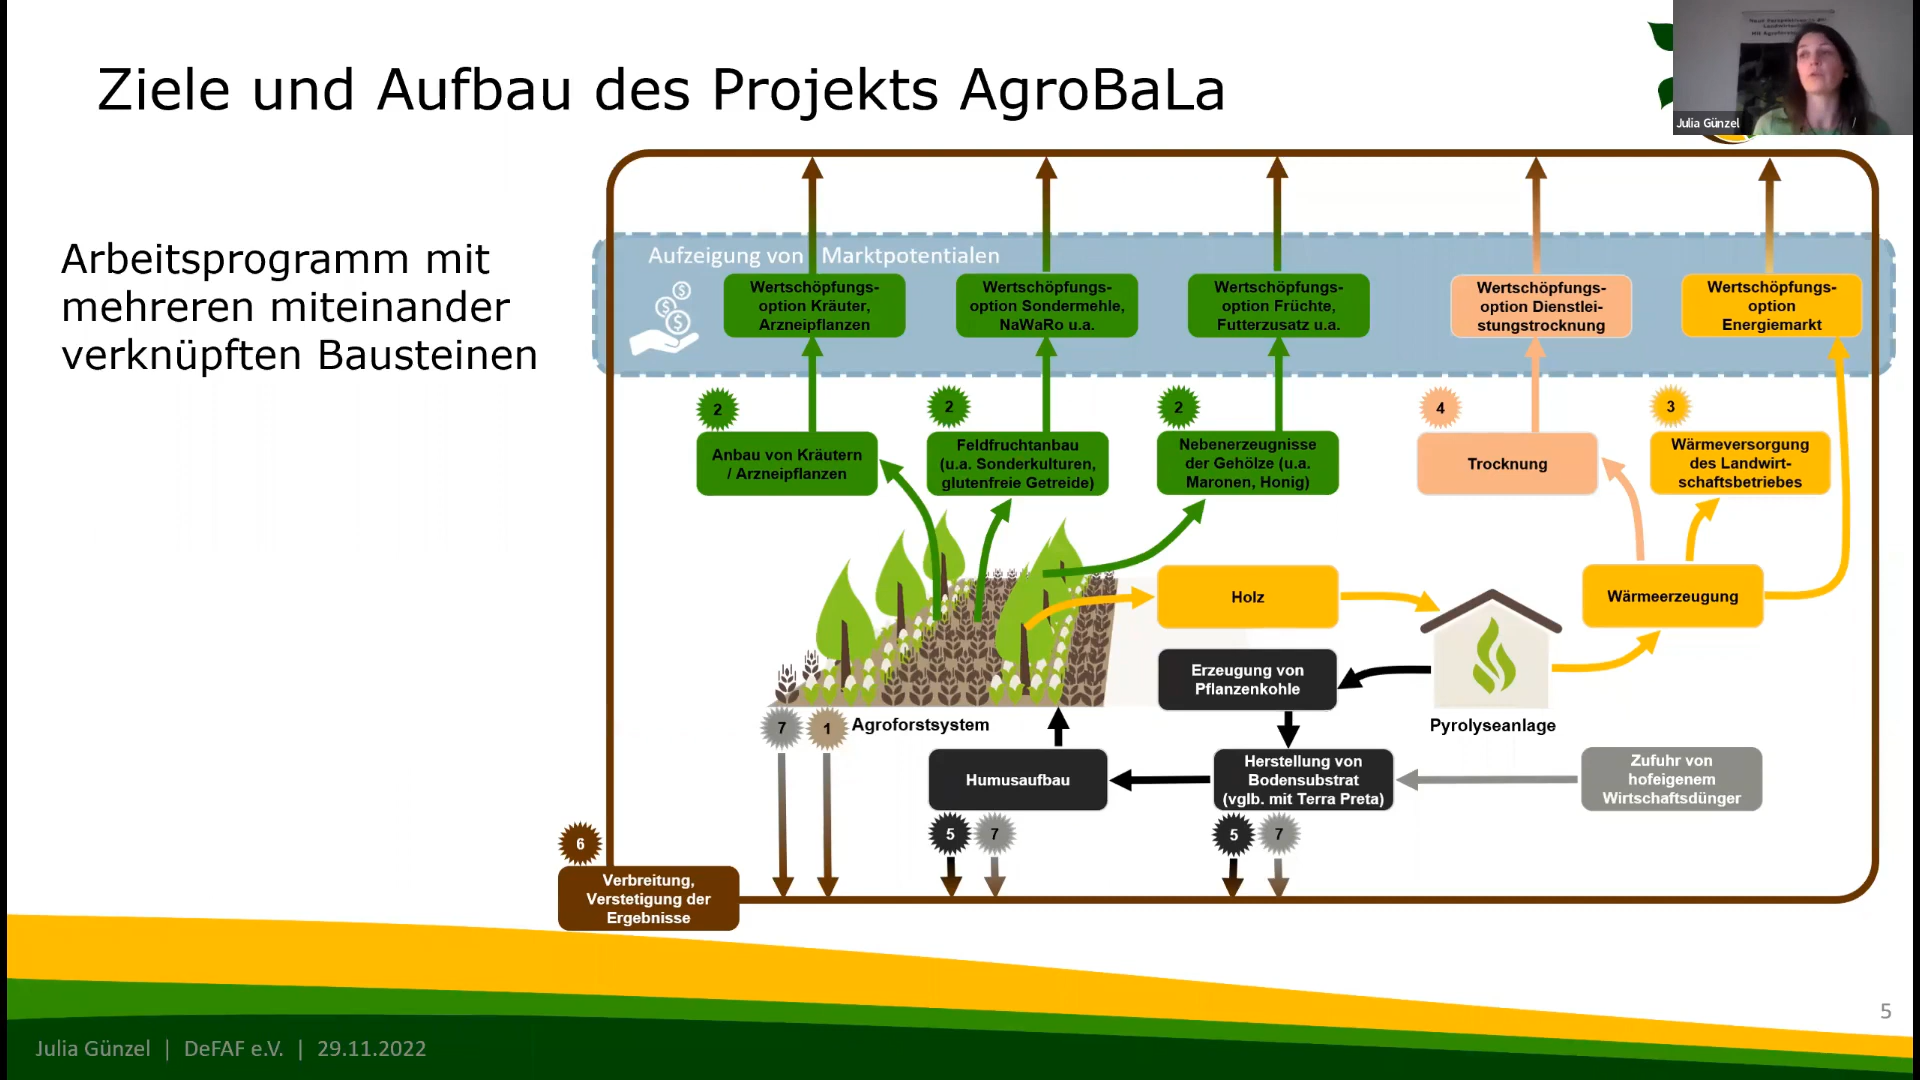 Ziele und Aufbau des Projekts AgroBaLa
Julia Günzel
Arbeitsprogramm mit
mehreren miteinander
verknüpften Bausteinen
Aufzeigung von Marktpotentialen
Wertschöpfungs-
option Kräuter,
Arzneipflanzen
Wertschöpfungs-
option Sondermehle,
NaWaRo u.a.
Wertschöpfungs-
option Früchte,
Futterzusatz u.a.
Wertschöpfungs-
option Dienstlei-
stungstrocknung
Wertschöpfungs-
option
Energiemarkt
2
2
2
4
3
Anbau von Kräutern
/ Arzneipflanzen
Feldfruchtanbau
(u.a. Sonderkulturen,
glutenfreie Getreide)
Nebenerzeugnisse
der Gehölze (u.a.
Maronen, Honig)
Trocknung
Wärmeversorgung
des Landwirt-
schaftsbetriebes
Holz
Wärmeerzeugung
Erzeugung von
Pflanzenkohle
7
1
Agroforstsystem
Pyrolyseanlage
Humusaufbau
Herstellung von
Bodensubstrat
(vglb. mit Terra Preta)
Zufuhr von
hofeigenem
Wirtschaftsdünger
5
7
5
7
6
Verbreitung,
Verstetigung der
Ergebnisse
5
Julia Günzel | DeFAF e.V. | 29.11.2022